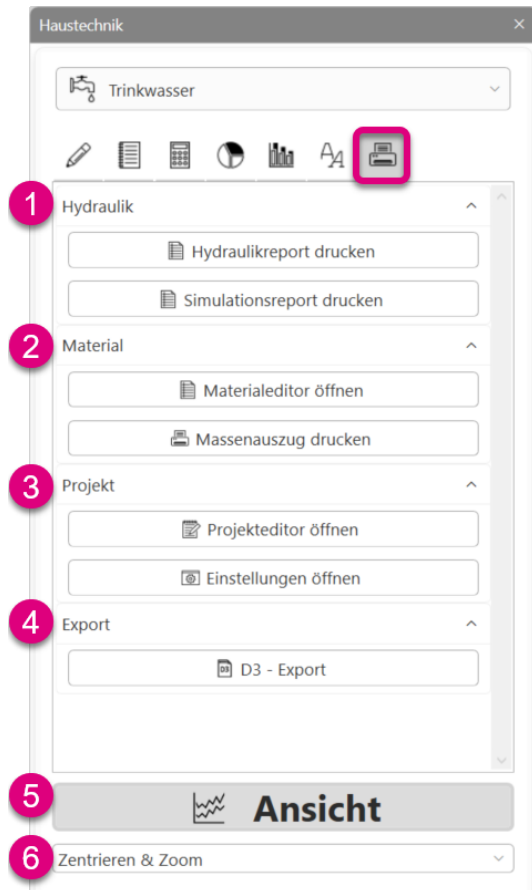 Haustechnik
Trinkwasser
1 Hydraulik
Hydraulikreport drucken
Simulationsreport drucken
2 Material
Materialeditor öffnen
Massenauszug drucken
3 Projekt
Projekteditor öffnen
Einstellungen öffnen
4 Export
D3 D3 - Export
5 Ansicht
6 Zentrieren & Zoom